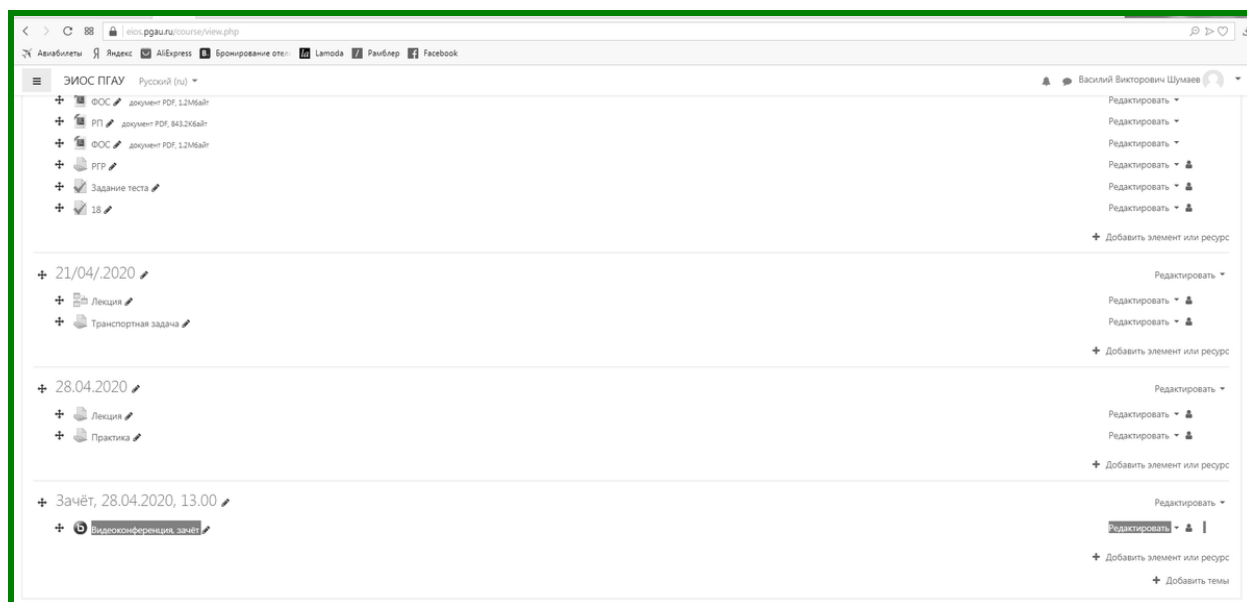 88 eios.pgau.ru/course/view.php
Авиабилеты Яндекс AliExpress Бронирование отел Lamoda Рамблер Facebook
ЭИОС ПГАУ Русский (ru) Василий Викторович Шумаев
ФОС документ PDF, 1.2Мбайт Редактировать
РП документ PDF, 843.2Кбайт Редактировать
ФОС документ PDF, 1.2Мбайт Редактировать
РГР Редактировать
Задание теста Редактировать
18 Редактировать
Добавить элемент или ресурс
21/04/.2020 Редактировать
Лекция Редактировать
Транспортная задача Редактировать
Добавить элемент или ресурс
28.04.2020 Редактировать
Лекция Редактировать
Практика Редактировать
Добавить элемент или ресурс
Зачёт, 28.04.2020, 13.00 Редактировать
Видеоконференция, зачёт Редактировать
Добавить элемент или ресурс
Добавить темы